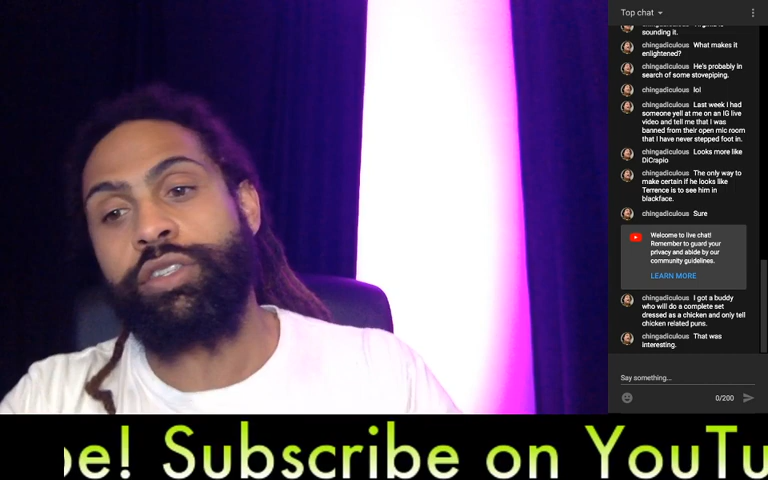 Top chat
sounding it.
chingadiculous What makes it
enlightened?
chingadiculous He's probably in
search of some stovepiping.
chingadiculous lol
chingadiculous Last week I had
someone yell at me on an IG live
video and tell me that I was
banned from their open mic room
that I have never stepped foot in.
chingadiculous Looks more like
DiCrapio
chingadiculous The only way to
make certain if he looks like
Terrence is to see him in
blackface.
chingadiculous Sure
Welcome to live chat!
Remember to guard your
privacy and abide by our
community guidelines.
LEARN MORE
chingadiculous I got a buddy
who will do a complete set
dressed as a chicken and only tell
chicken related puns.
chingadiculous That was
interesting.
Say something...
0/200
be! Subscribe on YouTu